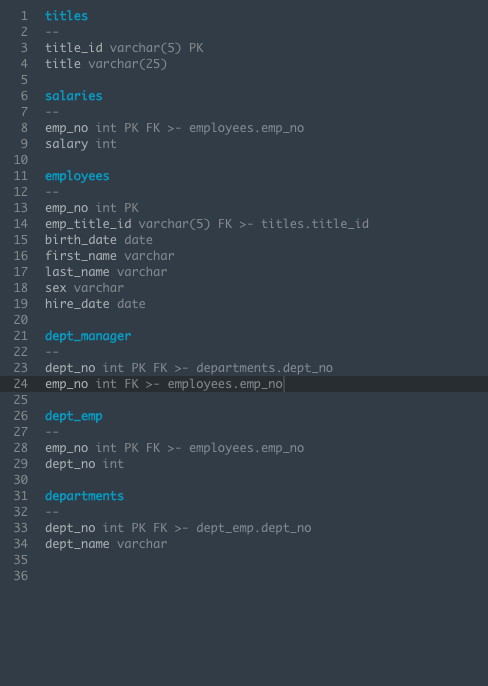 1 titles
2 --
3 title_id varchar(5) PK
4 title varchar(25)
5
6 salaries
7 --
8 emp_no int PK FK >- employees.emp_no
9 salary int
10
11 employees
12 --
13 emp_no int PK
14 emp_title_id varchar(5) FK >- titles.title_id
15 birth_date date
16 first_name varchar
17 last_name varchar
18 sex varchar
19 hire_date date
20
21 dept_manager
22 --
23 dept_no int PK FK >- departments.dept_no
24 emp_no int FK >- employees.emp_no
25
26 dept_emp
27 --
28 emp_no int PK FK >- employees.emp_no
29 dept_no int
30
31 departments
32 --
33 dept_no int PK FK >- dept_emp.dept_no
34 dept_name varchar
35
36